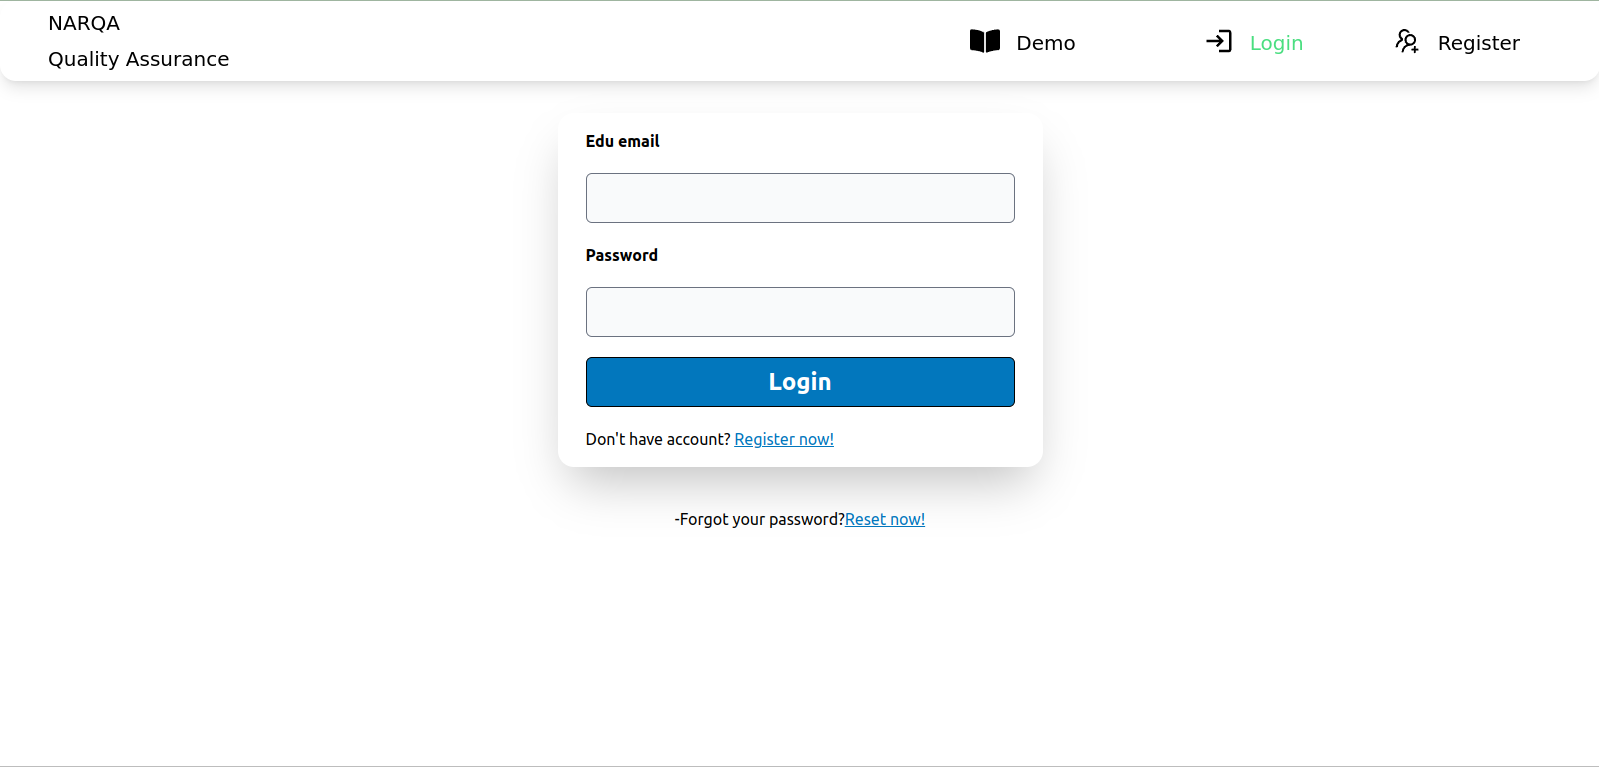 NARQA
Quality Assurance
Demo
Login
Register
Edu email
Password
Login
Don't have account? Register now!
-Forgot your password?Reset now!